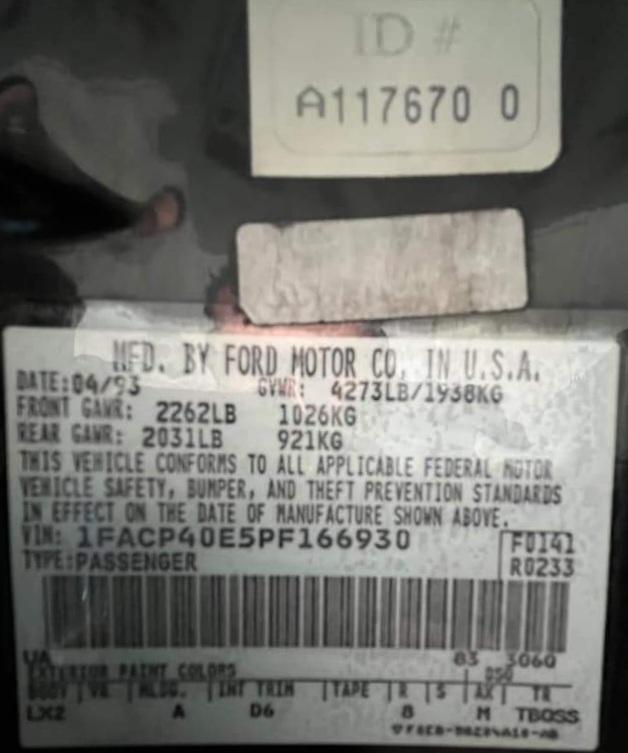 ID #
A117670 0
MFD. BY FORD MOTOR CO. IN U.S.A.
DATE:04/93 GVWR: 4273LB/1938KG
FRONT GAWR: 2262LB 1026KG
REAR GAWR: 2031LB 921KG
THIS VEHICLE CONFORMS TO ALL APPLICABLE FEDERAL MOTOR
VEHICLE SAFETY, BUMPER, AND THEFT PREVENTION STANDARDS
IN EFFECT ON THE DATE OF MANUFACTURE SHOWN ABOVE.
VIN: 1FACP40E5PF166930 F0141
TYPE:PASSENGER R0233
UA 83 3060
EXTERIOR PAINT COLORS DSO
BODY | VR | MLDG. | INT TRIM | TAPE | R | S | AX | TR
LX2 A D6 8 M TBOSS